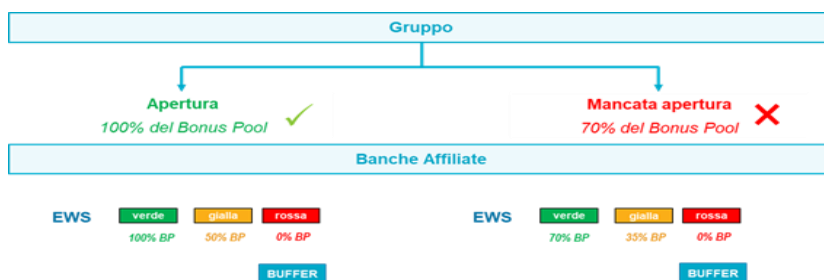 Gruppo
Apertura
100% del Bonus Pool
Mancata apertura
70% del Bonus Pool
Banche Affiliate
EWS verde gialla rossa
100% BP 50% BP 0% BP
BUFFER
EWS verde gialla rossa
70% BP 35% BP 0% BP
BUFFER